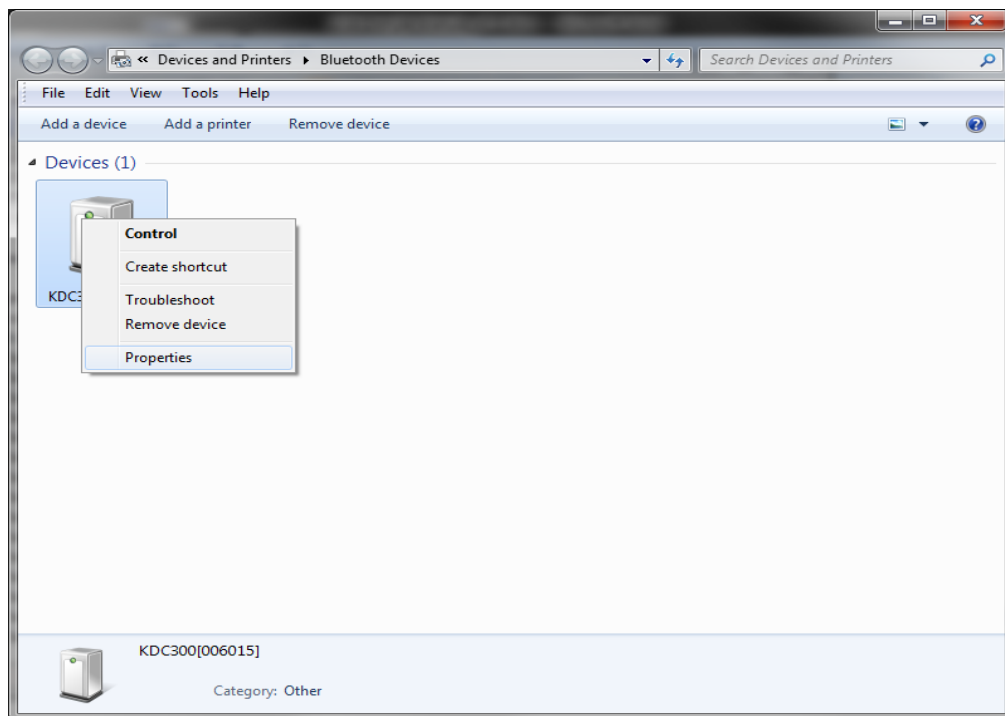 « Devices and Printers Bluetooth Devices
Search Devices and Printers
File Edit View Tools Help
Add a device Add a printer Remove device
Devices (1)
Control
Create shortcut
KDC3
Troubleshoot
Remove device
Properties
KDC300[006015]
Category: Other